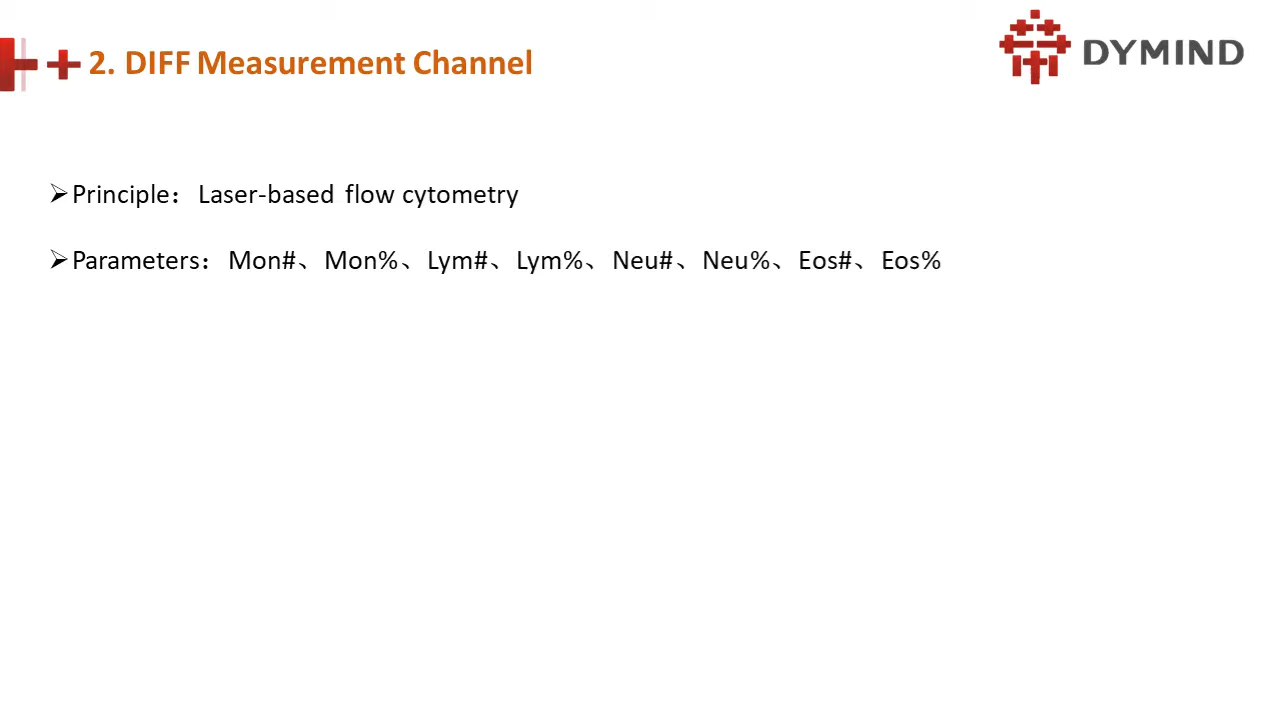 2. DIFF Measurement Channel
DYMIND
➢Principle：Laser-based flow cytometry
➢Parameters：Mon#、Mon%、Lym#、Lym%、Neu#、Neu%、Eos#、Eos%